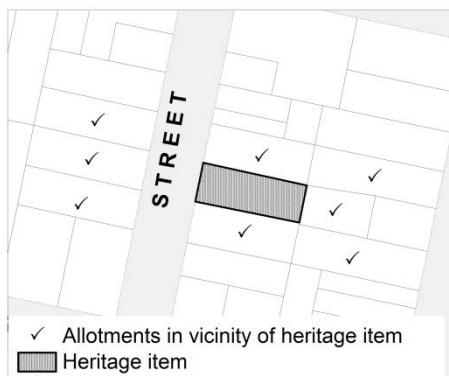 STREET
✓ Allotments in vicinity of heritage item
Heritage item